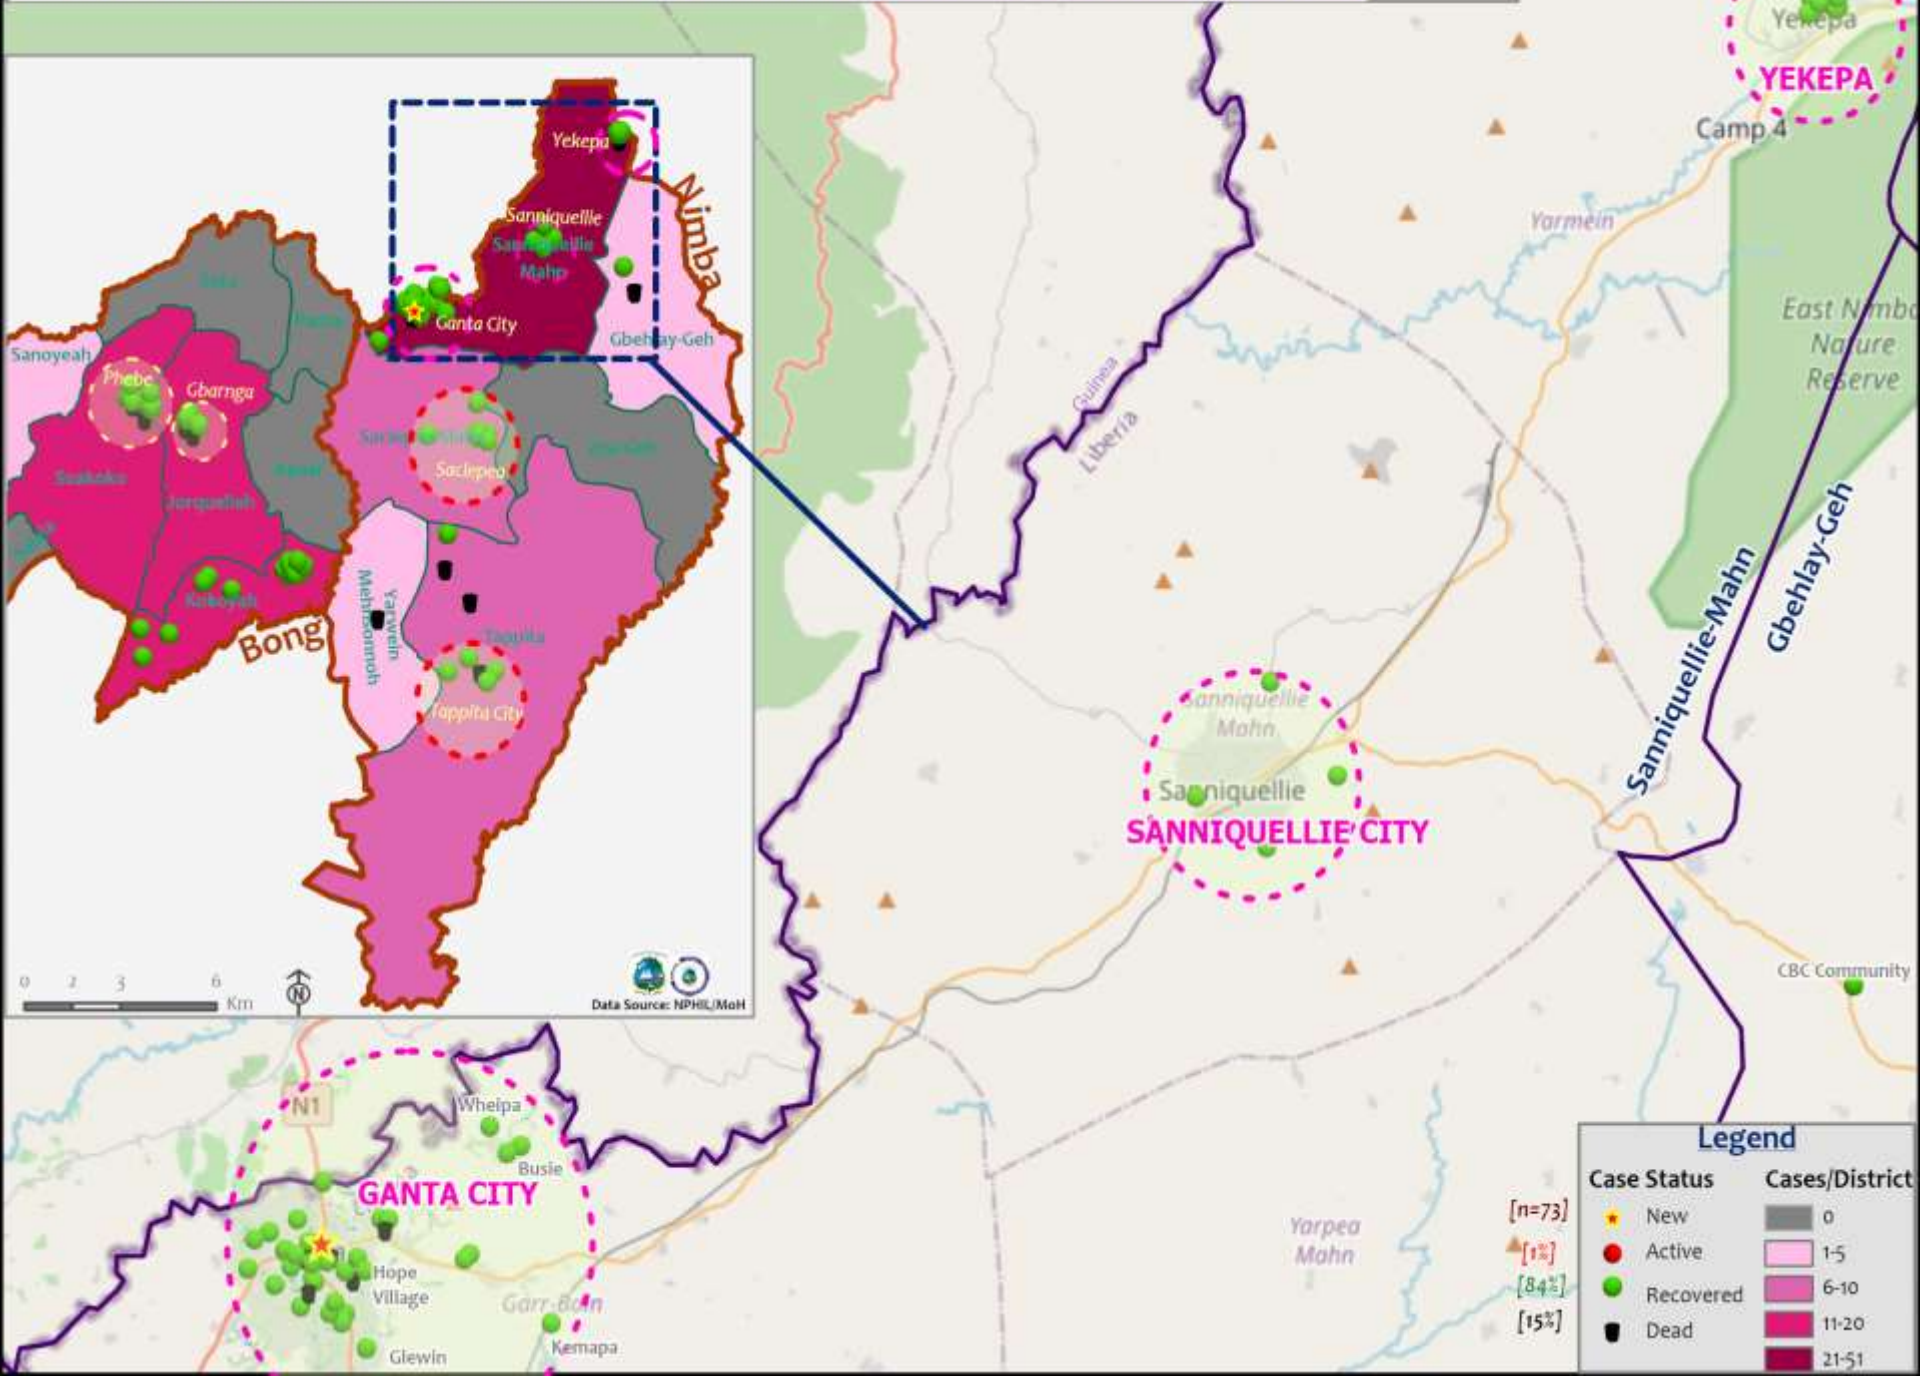 Yekepa
YEKEPA
Camp 4
Yarmein
East Nimba
Nature
Reserve
Guinea
Liberia
Sanniquellie-Mahn
Gbehlay-Geh
Sanniquellie
Mahn
Sanniquellie
SANNIQUELLIE CITY
CBC Community
Yekepa
Nimba
Sanniquellie
Sanniquellie
Mahn
Ganta City
Gbehlay-Geh
Sanoyeah
Phebe
Gbarnga
Suakoko
Jorquelleh
Saclepea
Kokoyah
Bong
Yarwein
Mehnsonnoh
Tappita
Tappita City
0 2 3 6
Km
N
Data Source: NPHIL/MoH
N1
Whelpa
Busie
GANTA CITY
Hope
Village
Garr-Bain
Kemapa
Glewin
Yarpea
Mahn
[n=73]
[1%]
[84%]
[15%]
Legend
Case Status Cases/District
New 0
Active 1-5
Recovered 6-10
Dead 11-20
21-51